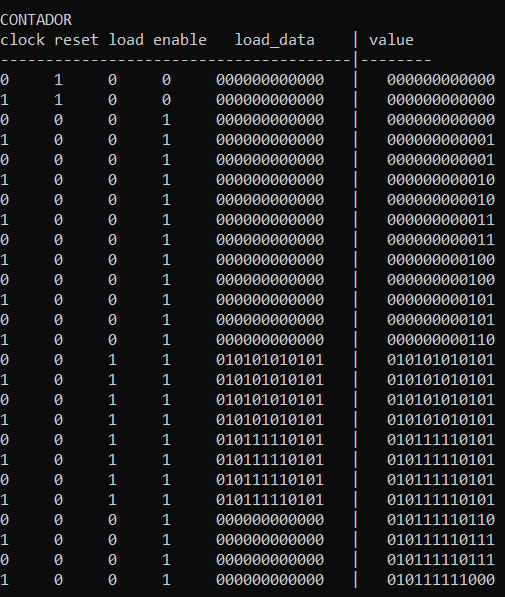 CONTADOR
clock reset load enable   load_data    | value
---------------------------------------|--------
0     1     0     0     000000000000   |   000000000000
1     1     0     0     000000000000   |   000000000000
0     0     0     1     000000000000   |   000000000000
1     0     0     1     000000000000   |   000000000001
0     0     0     1     000000000000   |   000000000001
1     0     0     1     000000000000   |   000000000010
0     0     0     1     000000000000   |   000000000010
1     0     0     1     000000000000   |   000000000011
0     0     0     1     000000000000   |   000000000011
1     0     0     1     000000000000   |   000000000100
0     0     0     1     000000000000   |   000000000100
1     0     0     1     000000000000   |   000000000101
0     0     0     1     000000000000   |   000000000101
1     0     0     1     000000000000   |   000000000110
0     0     1     1     010101010101   |   010101010101
1     0     1     1     010101010101   |   010101010101
0     0     1     1     010101010101   |   010101010101
1     0     1     1     010101010101   |   010101010101
0     0     1     1     010111110101   |   010111110101
1     0     1     1     010111110101   |   010111110101
0     0     1     1     010111110101   |   010111110101
1     0     1     1     010111110101   |   010111110101
0     0     0     1     000000000000   |   010111110110
1     0     0     1     000000000000   |   010111110111
0     0     0     1     000000000000   |   010111110111
1     0     0     1     000000000000   |   010111111000